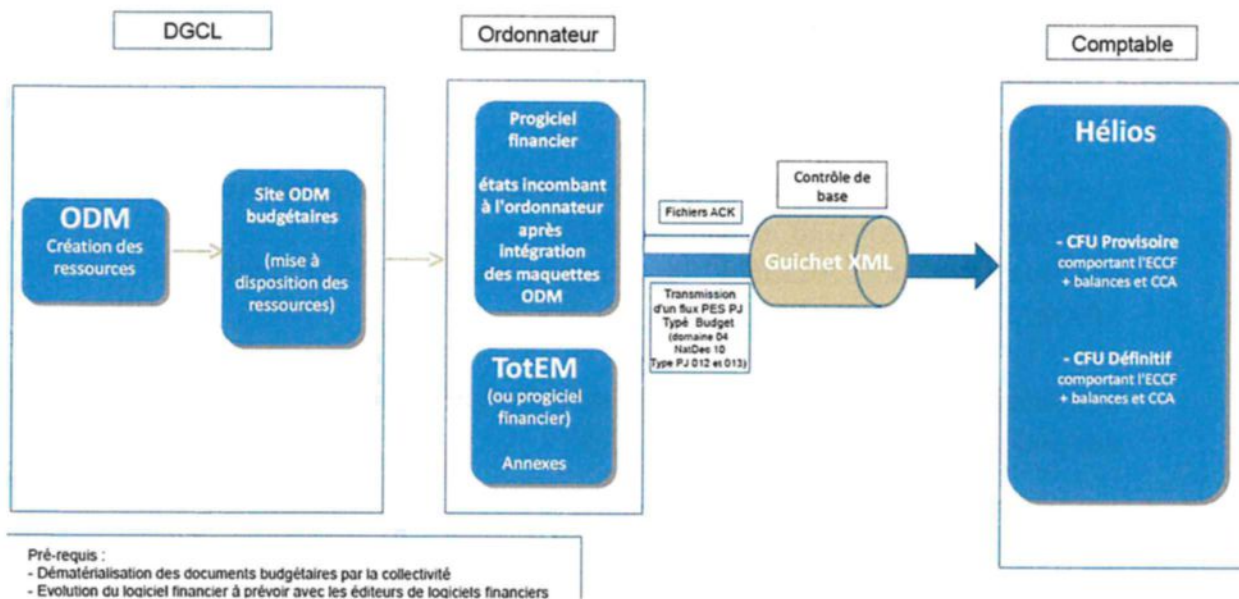 DGCL
ODM
Création des
ressources
Site ODM
budgétaires
(mise à
disposition des
ressources)
Ordonnateur
Progiciel
financier
états incombant
à l'ordonnateur
après
intégration
des maquettes
ODM
TotEM
(ou progiciel
financier)
Annexes
Fichiers ACK
Transmission
d'un flux PES PJ
Typé Budget
(domaine 04
NatDec 10
Type PJ 012 et 013)
Contrôle de
base
Guichet XML
Comptable
Hélios
- CFU Provisoire
comportant l'ECCF
+ balances et CCA
- CFU Définitif
comportant l'ECCF
+ balances et CCA
Pré-requis :
- Dématérialisation des documents budgétaires par la collectivité
- Evolution du logiciel financier à prévoir avec les éditeurs de logiciels financiers